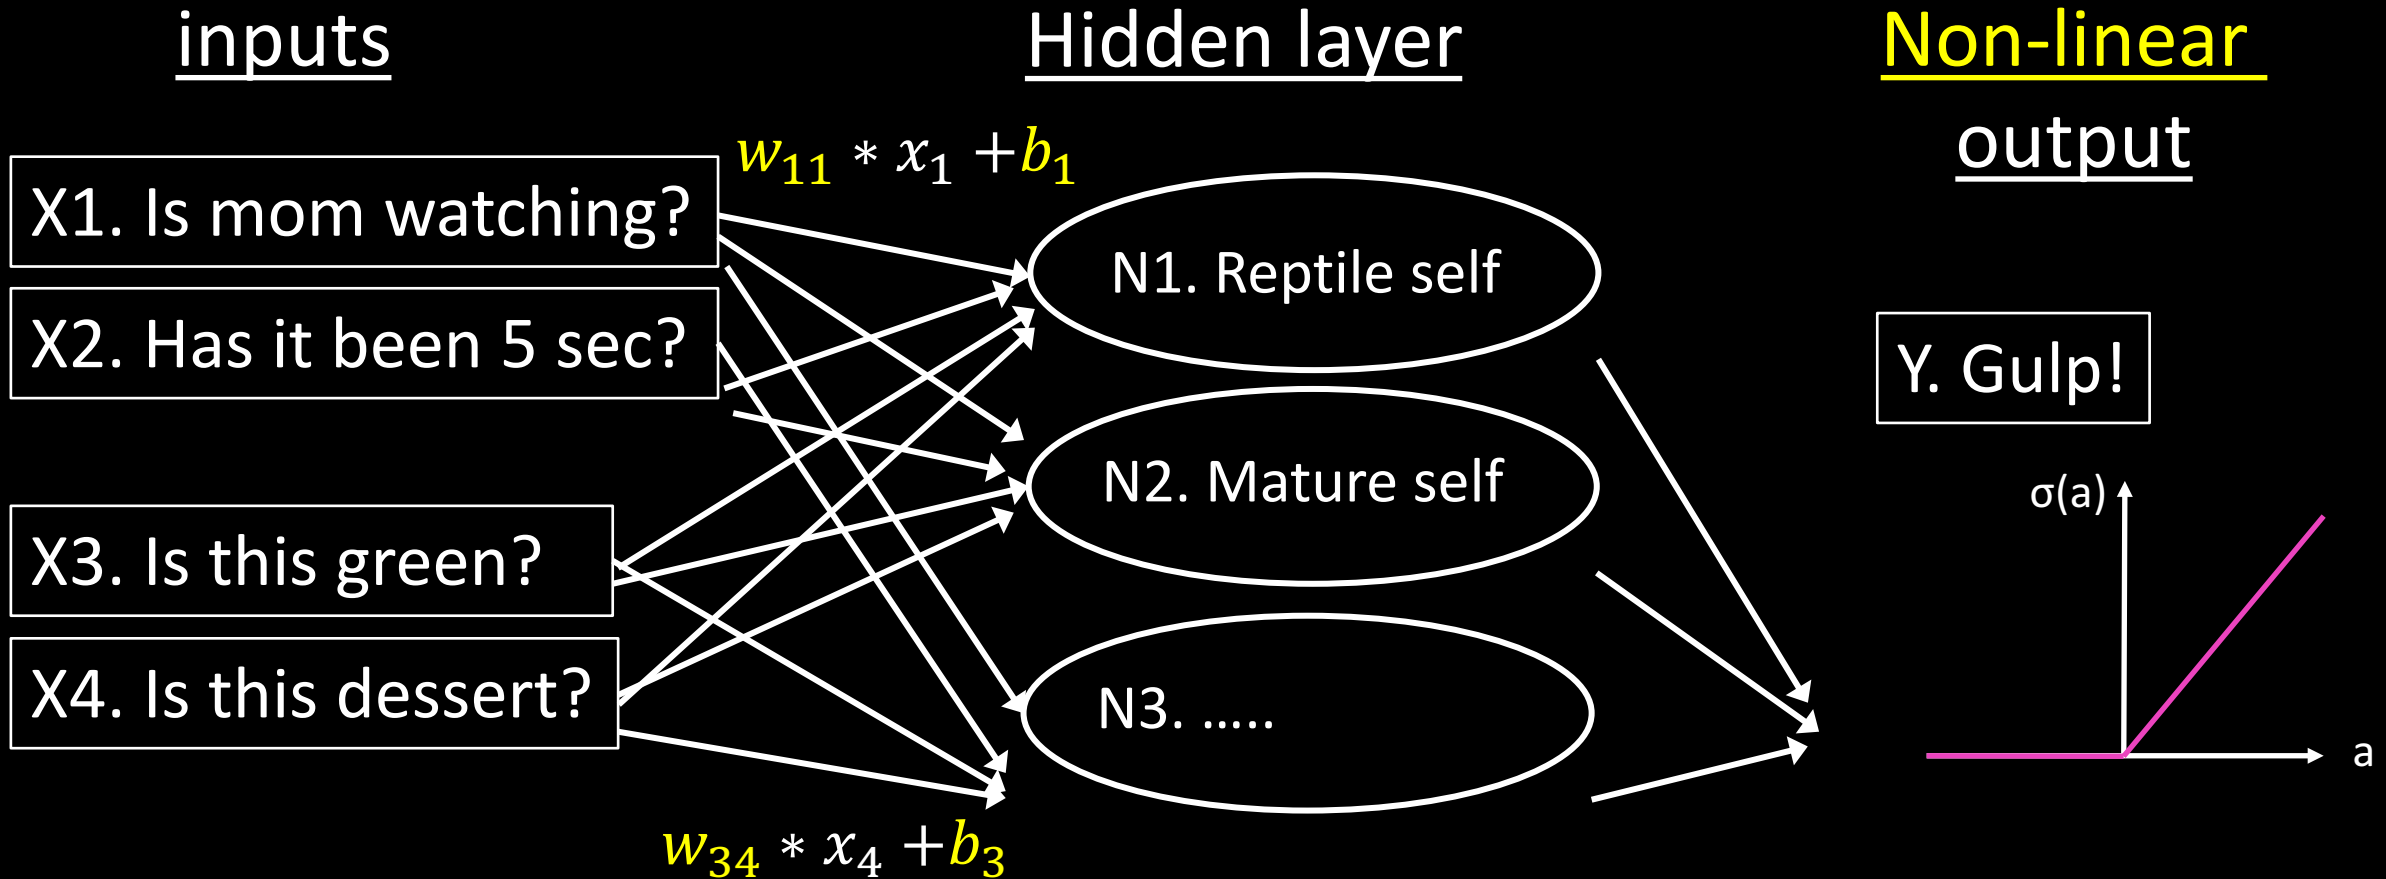 inputs
Hidden layer
Non-linear
output
w₁₁ * x₁ +b₁
X1. Is mom watching?
X2. Has it been 5 sec?
X3. Is this green?
X4. Is this dessert?
w₃₄ * x₄ +b₃
N1. Reptile self
N2. Mature self
N3. .....
Y. Gulp!
σ(a)
a